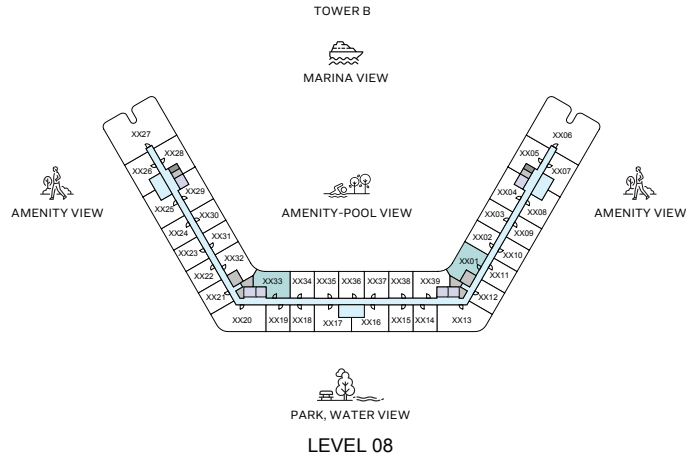 TOWER B
MARINA VIEW
XX27
XX06
XX28
XX05
XX26
XX07
XX29
XX04
XX25
XX08
AMENITY VIEW
AMENITY-POOL VIEW
AMENITY VIEW
XX30
XX03
XX24
XX09
XX31
XX02
XX23
XX10
XX32
XX01
XX22
XX11
XX33
XX34
XX35
XX36
XX37
XX38
XX39
XX21
XX12
XX20
XX19
XX18
XX17
XX16
XX15
XX14
XX13
PARK, WATER VIEW
LEVEL 08